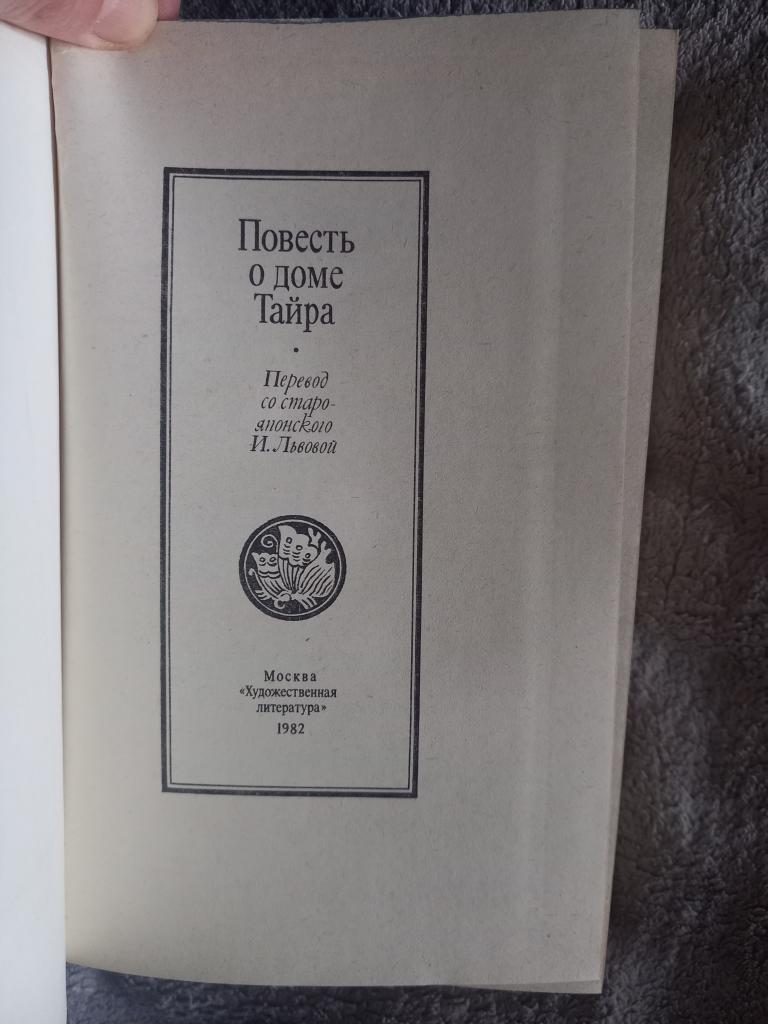 Повесть
о доме
Тайра
•
Перевод
со старо-
японского
И. Львовой
Москва
«Художественная
литература»
1982